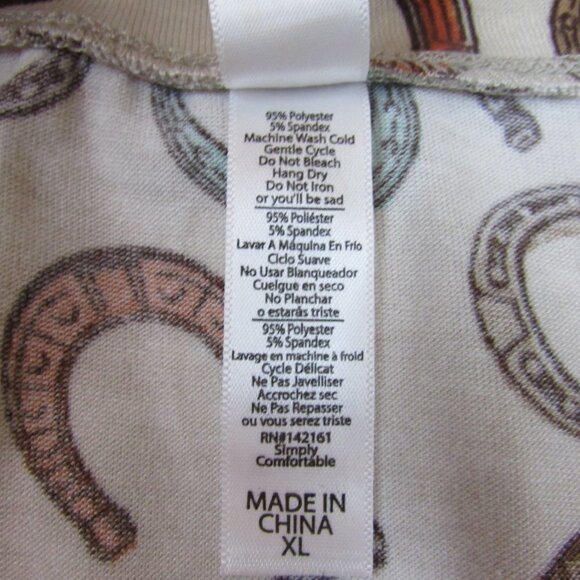 95% Polyester
5% Spandex
Machine Wash Cold
Gentle Cycle
Do Not Bleach
Hang Dry
Do Not Iron
or you'll be sad
95% Poliéster
5% Spandex
Lavar A Máquina En Frio
Ciclo Suave
No Usar Blanqueador
Cuelgue en seco
No Planchar
o estarás triste
95% Polyester
5% Spandex
Lavage en machine à froid
Cycle Délicat
Ne Pas Javelliser
Accrochez sec
Ne Pas Repasser
ou vous serez triste
RN#142161
Simply
Comfortable
MADE IN
CHINA
XL